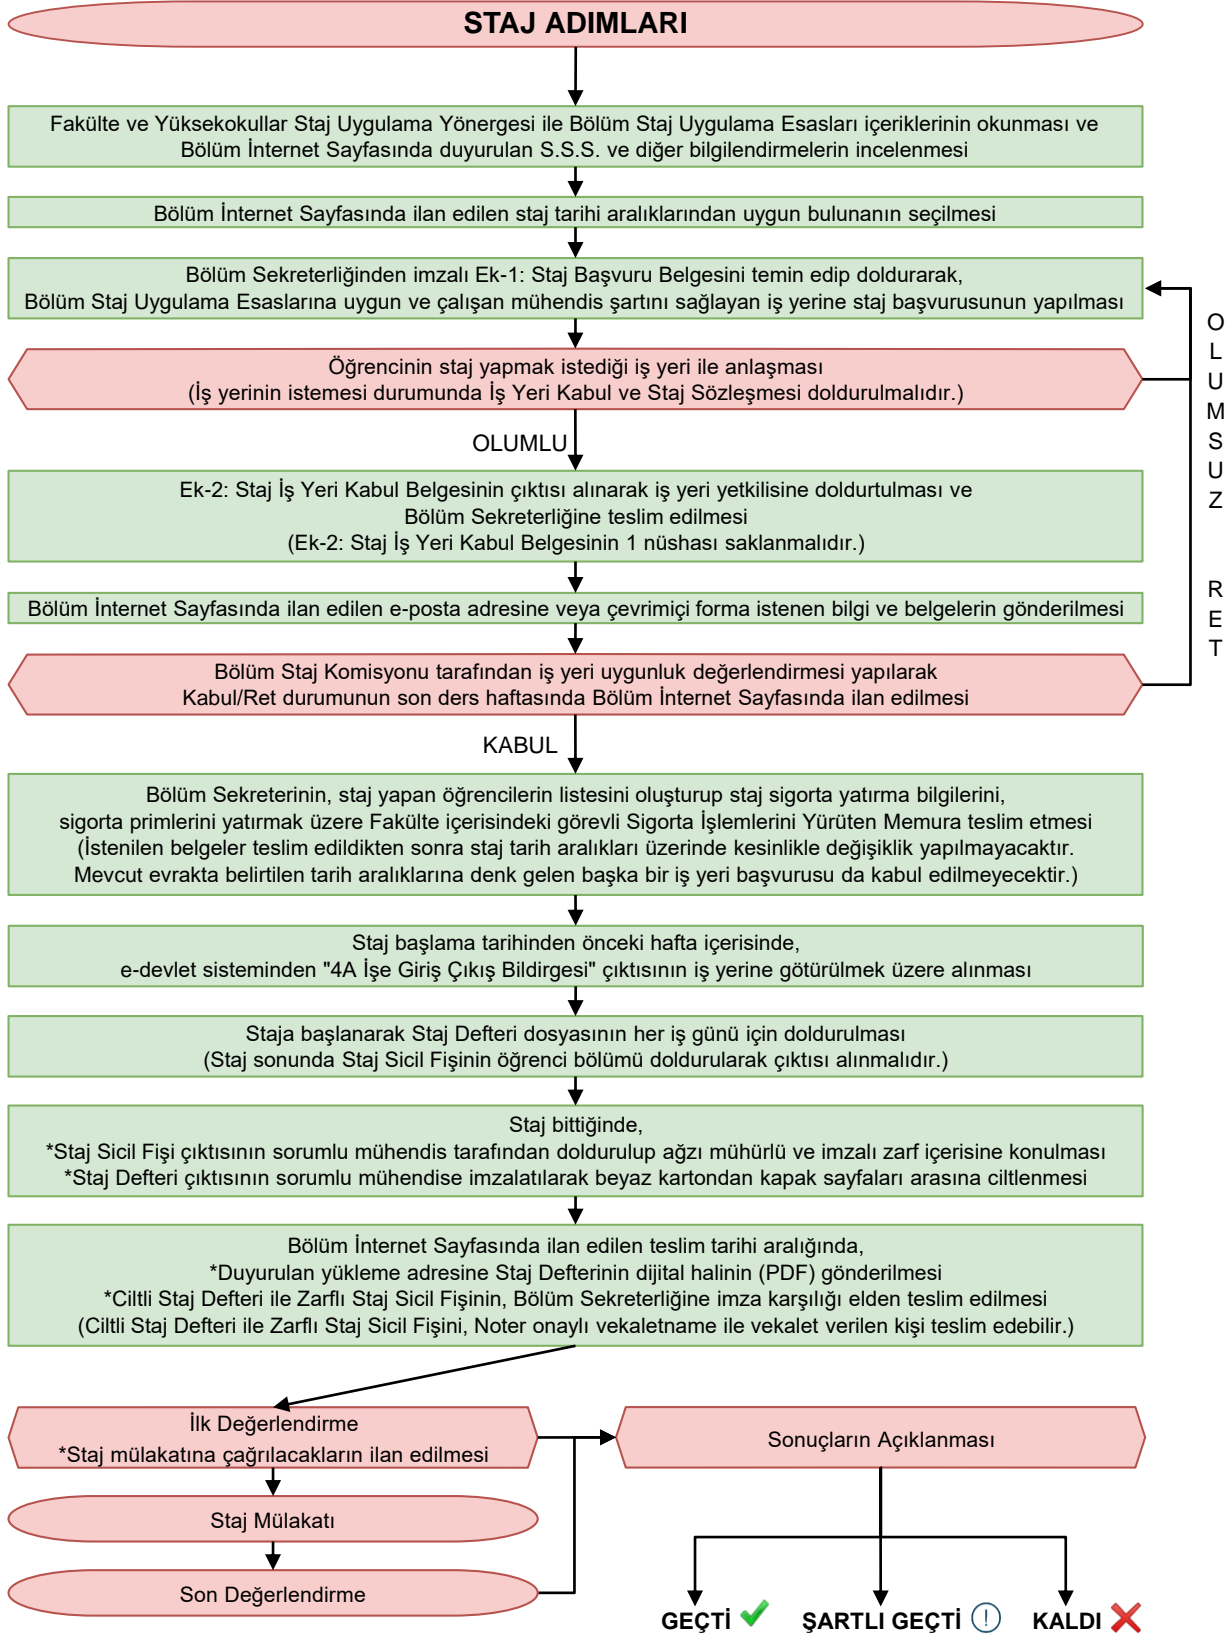 STAJ ADIMLARI
Fakülte ve Yüksekokullar Staj Uygulama Yönergesi ile Bölüm Staj Uygulama Esasları içeriklerinin okunması ve
Bölüm İnternet Sayfasında duyurulan S.S.S. ve diğer bilgilendirmelerin incelenmesi
Bölüm İnternet Sayfasında ilan edilen staj tarihi aralıklarından uygun bulunanın seçilmesi
Bölüm Sekreterliğinden imzalı Ek-1: Staj Başvuru Belgesini temin edip doldurarak,
Bölüm Staj Uygulama Esaslarına uygun ve çalışan mühendis şartını sağlayan iş yerine staj başvurusunun yapılması
Öğrencinin staj yapmak istediği iş yeri ile anlaşması
(İş yerinin istemesi durumunda İş Yeri Kabul ve Staj Sözleşmesi doldurulmalıdır.)
OLUMSUZ
OLUMLU
Ek-2: Staj İş Yeri Kabul Belgesinin çıktısı alınarak iş yeri yetkilisine doldurtulması ve
Bölüm Sekreterliğine teslim edilmesi
(Ek-2: Staj İş Yeri Kabul Belgesinin 1 nüshası saklanmalıdır.)
Bölüm İnternet Sayfasında ilan edilen e-posta adresine veya çevrimiçi forma istenen bilgi ve belgelerin gönderilmesi
RET
Bölüm Staj Komisyonu tarafından iş yeri uygunluk değerlendirmesi yapılarak
Kabul/Ret durumunun son ders haftasında Bölüm İnternet Sayfasında ilan edilmesi
KABUL
Bölüm Sekreterinin, staj yapan öğrencilerin listesini oluşturup staj sigorta yatırma bilgilerini,
sigorta primlerini yatırmak üzere Fakülte içerisindeki görevli Sigorta İşlemlerini Yürüten Memura teslim etmesi
(İstenilen belgeler teslim edildikten sonra staj tarih aralıkları üzerinde kesinlikle değişiklik yapılmayacaktır.
Mevcut evrakta belirtilen tarih aralıklarına denk gelen başka bir iş yeri başvurusu da kabul edilmeyecektir.)
Staj başlama tarihinden önceki hafta içerisinde,
e-devlet sisteminden "4A İşe Giriş Çıkış Bildirgesi" çıktısının iş yerine götürülmek üzere alınması
Staja başlanarak Staj Defteri dosyasının her iş günü için doldurulması
(Staj sonunda Staj Sicil Fişinin öğrenci bölümü doldurularak çıktısı alınmalıdır.)
Staj bittiğinde,
*Staj Sicil Fişi çıktısının sorumlu mühendis tarafından doldurulup ağzı mühürlü ve imzalı zarf içerisine konulması
*Staj Defteri çıktısının sorumlu mühendise imzalatılarak beyaz kartondan kapak sayfaları arasına ciltlenmesi
Bölüm İnternet Sayfasında ilan edilen teslim tarihi aralığında,
*Duyurulan yükleme adresine Staj Defterinin dijital halinin (PDF) gönderilmesi
*Ciltli Staj Defteri ile Zarflı Staj Sicil Fişinin, Bölüm Sekreterliğine imza karşılığı elden teslim edilmesi
(Ciltli Staj Defteri ile Zarflı Staj Sicil Fişini, Noter onaylı vekaletname ile vekalet verilen kişi teslim edebilir.)
İlk Değerlendirme
*Staj mülakatına çağrılacakların ilan edilmesi
Sonuçların Açıklanması
Staj Mülakatı
Son Değerlendirme
GEÇTİ
ŞARTLI GEÇTİ
KALDI